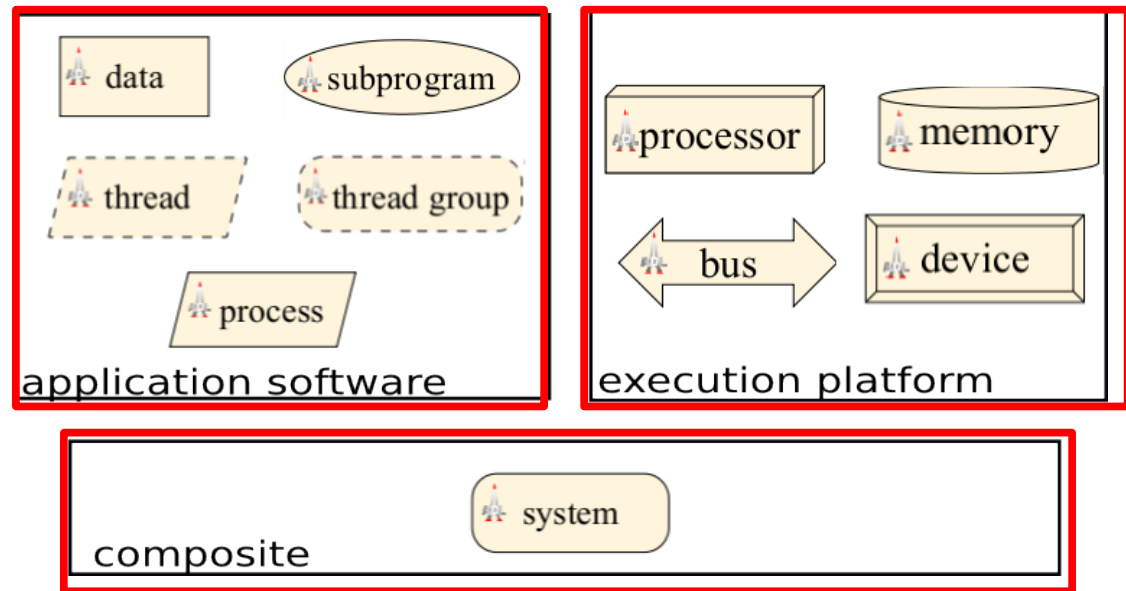 data
subprogram
thread
thread group
process
application software
processor
memory
bus
device
execution platform
system
composite